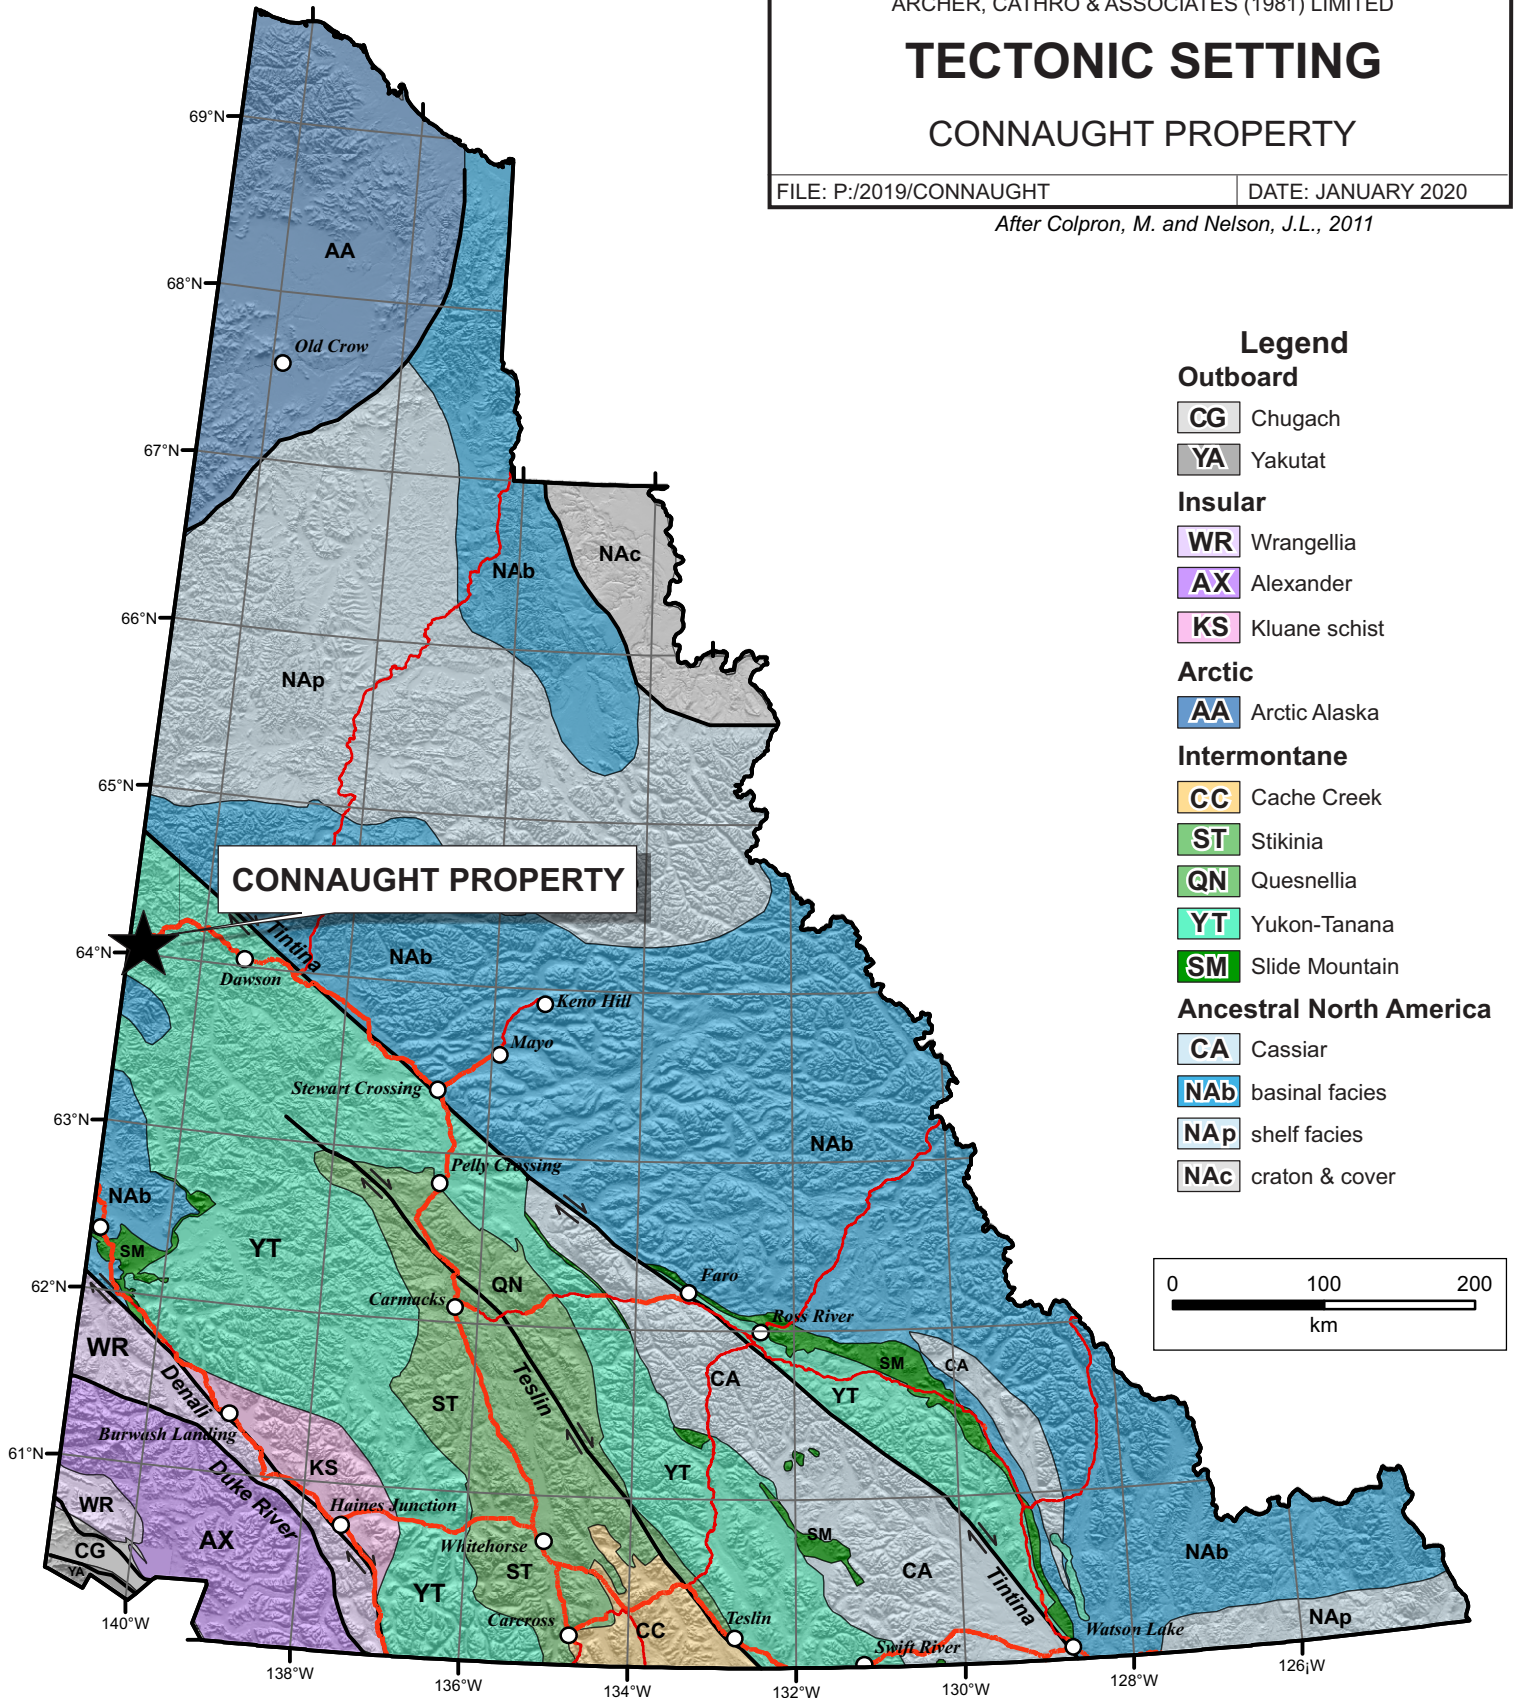 ARCHER, CATHRO & ASSOCIATES (1981) LIMITED
TECTONIC SETTING
CONNAUGHT PROPERTY
FILE: P:/2019/CONNAUGHT
DATE: JANUARY 2020
After Colpron, M. and Nelson, J.L., 2011
Legend
Outboard
CG Chugach
YA Yakutat
Insular
WR Wrangellia
AX Alexander
KS Kluane schist
Arctic
AA Arctic Alaska
Intermontane
CC Cache Creek
ST Stikinia
QN Quesnellia
YT Yukon-Tanana
SM Slide Mountain
Ancestral North America
CA Cassiar
NAb basinal facies
NAp shelf facies
NAc craton & cover
0 100 200
km
69°N
68°N
67°N
66°N
65°N
64°N
63°N
62°N
61°N
140°W
138°W
136°W
134°W
132°W
130°W
128°W
126¡W
AA
Old Crow
NAc
NAb
NAp
CONNAUGHT PROPERTY
Tintina
NAb
Dawson
Keno Hill
Mayo
Stewart Crossing
NAb
Pelly Crossing
NAb
YT
SM
QN
Faro
Carmacks
Ross River
WR
Denali
Teslin
SM
CA
CA
YT
ST
Burwash Landing
KS
YT
Duke River
WR
Haines Junction
SM
AX
Whitehorse
CG
NAb
YA
ST
CA
YT
Tintina
Carcross
CC
Teslin
NAp
Watson Lake
Swift River